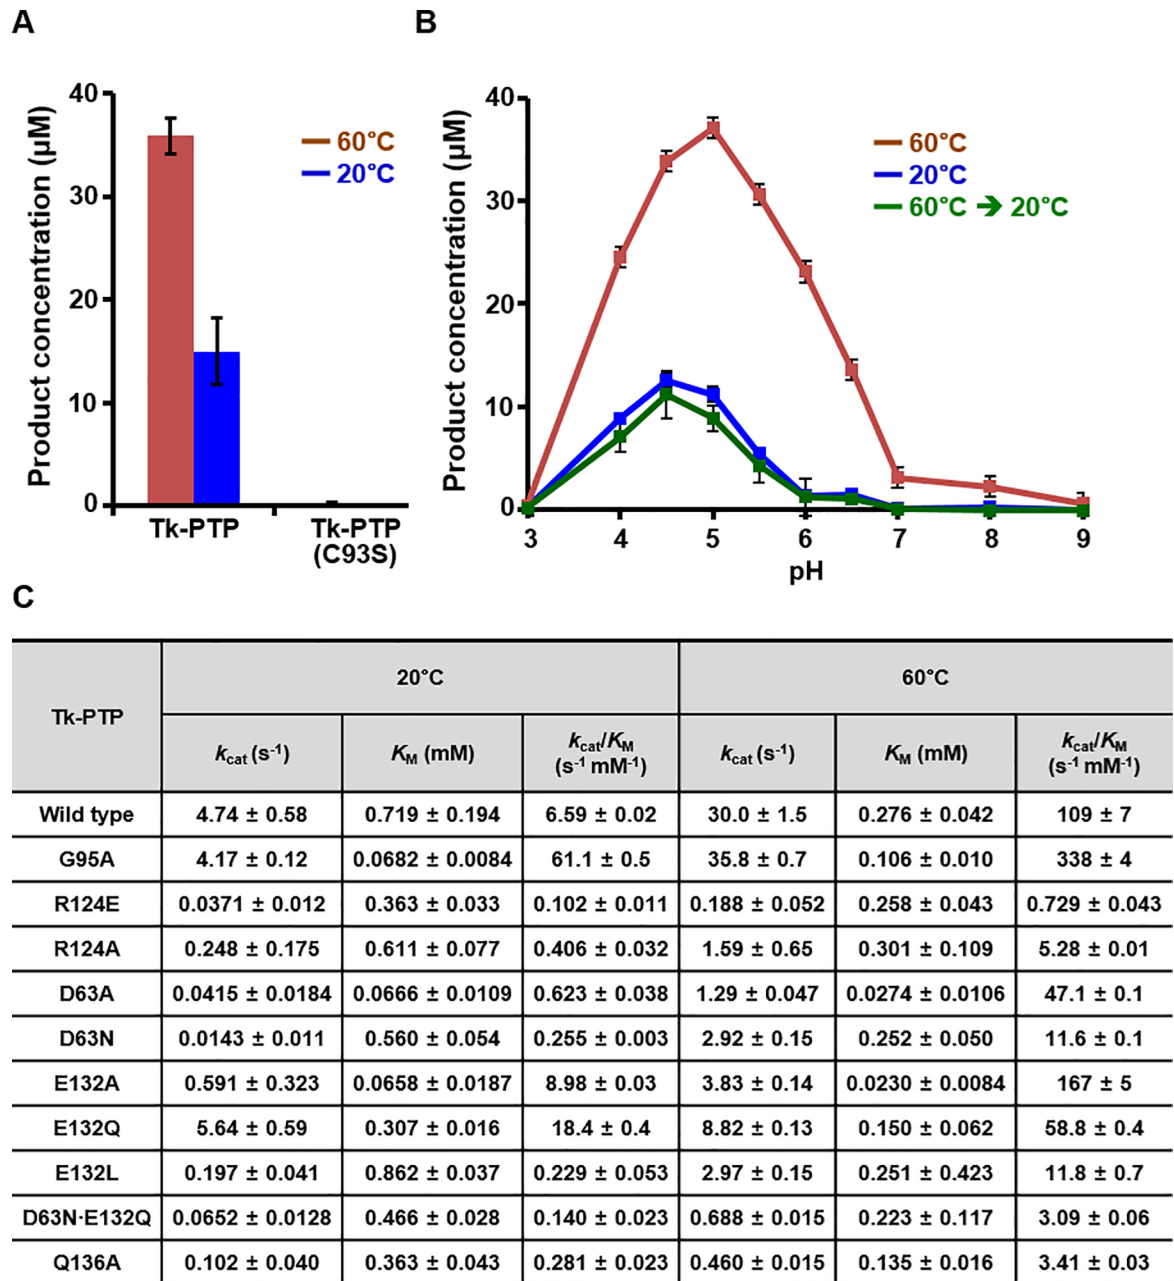 A
Product concentration (µM)
40
30
20
10
0
60°C
20°C
Tk-PTP
Tk-PTP
(C93S)
B
Product concentration (µM)
40
30
20
10
0
60°C
20°C
60°C ➔ 20°C
3 4 5 6 7 8 9
pH
C
Tk-PTP 20°C 60°C
kcat (s-1) KM (mM) kcat/KM (s-1 mM-1) kcat (s-1) KM (mM) kcat/KM (s-1 mM-1)
Wild type 4.74 ± 0.58 0.719 ± 0.194 6.59 ± 0.02 30.0 ± 1.5 0.276 ± 0.042 109 ± 7
G95A 4.17 ± 0.12 0.0682 ± 0.0084 61.1 ± 0.5 35.8 ± 0.7 0.106 ± 0.010 338 ± 4
R124E 0.0371 ± 0.012 0.363 ± 0.033 0.102 ± 0.011 0.188 ± 0.052 0.258 ± 0.043 0.729 ± 0.043
R124A 0.248 ± 0.175 0.611 ± 0.077 0.406 ± 0.032 1.59 ± 0.65 0.301 ± 0.109 5.28 ± 0.01
D63A 0.0415 ± 0.0184 0.0666 ± 0.0109 0.623 ± 0.038 1.29 ± 0.047 0.0274 ± 0.0106 47.1 ± 0.1
D63N 0.0143 ± 0.011 0.560 ± 0.054 0.255 ± 0.003 2.92 ± 0.15 0.252 ± 0.050 11.6 ± 0.1
E132A 0.591 ± 0.323 0.0658 ± 0.0187 8.98 ± 0.03 3.83 ± 0.14 0.0230 ± 0.0084 167 ± 5
E132Q 5.64 ± 0.59 0.307 ± 0.016 18.4 ± 0.4 8.82 ± 0.13 0.150 ± 0.062 58.8 ± 0.4
E132L 0.197 ± 0.041 0.862 ± 0.037 0.229 ± 0.053 2.97 ± 0.15 0.251 ± 0.423 11.8 ± 0.7
D63N·E132Q 0.0652 ± 0.0128 0.466 ± 0.028 0.140 ± 0.023 0.688 ± 0.015 0.223 ± 0.117 3.09 ± 0.06
Q136A 0.102 ± 0.040 0.363 ± 0.043 0.281 ± 0.023 0.460 ± 0.015 0.135 ± 0.016 3.41 ± 0.03